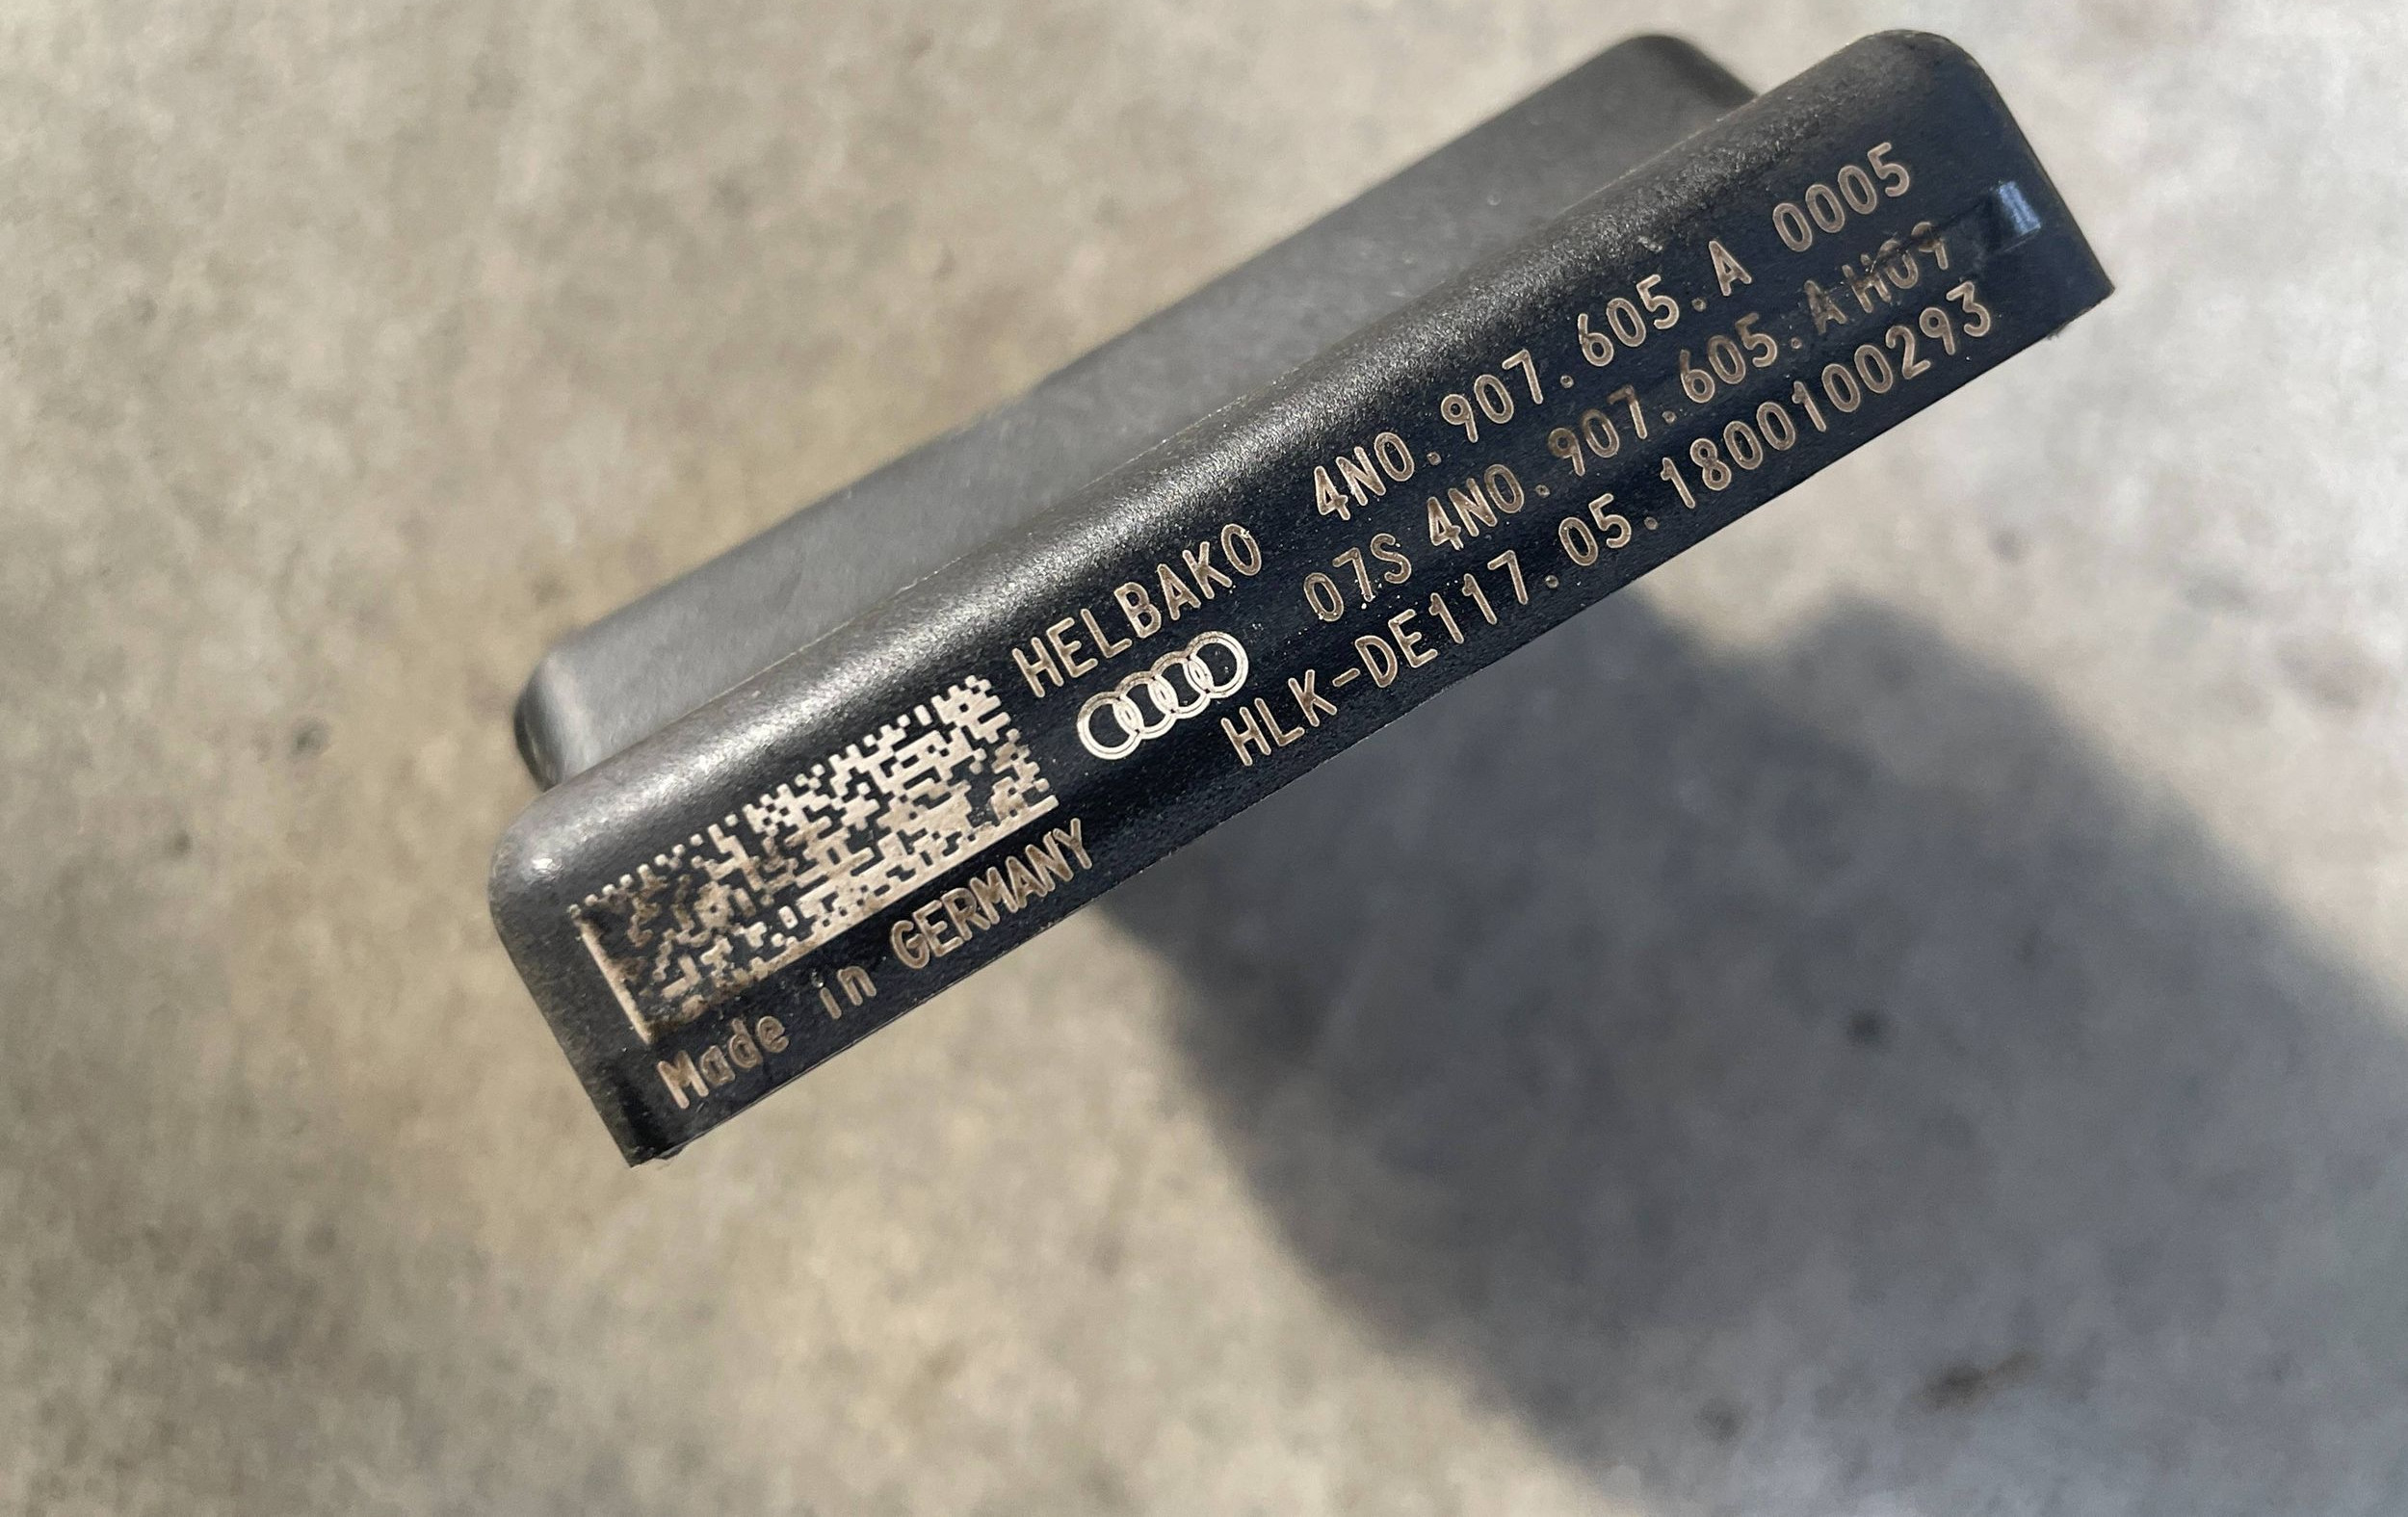 HELBAKO 4N0.907.605.A 0005
07S 4N0.907.605.A H09
HLK-DE117.05.1800100293
Made in GERMANY